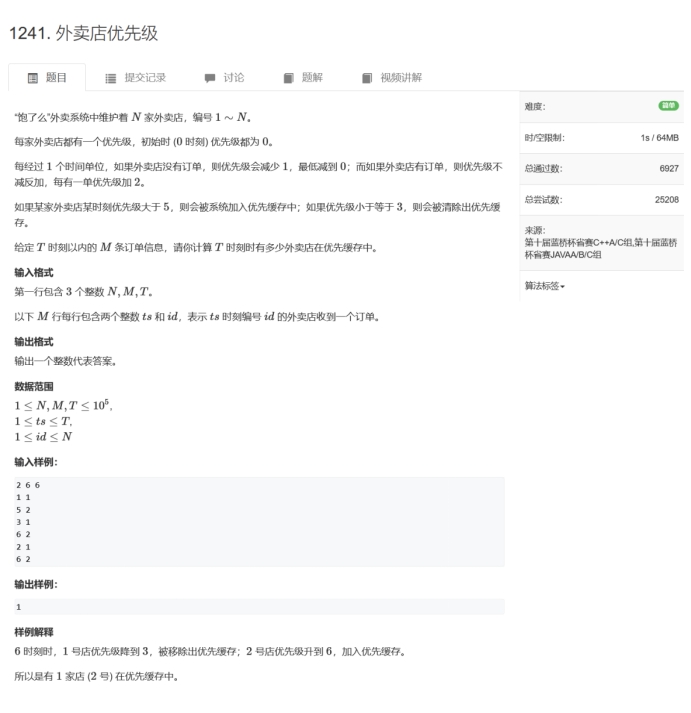 1241. 外卖店优先级
题目 提交记录 讨论 题解 视频讲解
“饱了么”外卖系统中维护着 N 家外卖店，编号 1 ∼ N。
每家外卖店都有一个优先级，初始时 (0 时刻) 优先级都为 0。
每经过 1 个时间单位，如果外卖店没有订单，则优先级会减少 1，最低减到 0；而如果外卖店有订单，则优先级不
减反加，每有一单优先级加 2。
如果某家外卖店某时刻优先级大于 5，则会被系统加入优先缓存中；如果优先级小于等于 3，则会被清除出优先缓
存。
给定 T 时刻以内的 M 条订单信息，请你计算 T 时刻时有多少外卖店在优先缓存中。
输入格式
第一行包含 3 个整数 N, M, T。
以下 M 行每行包含两个整数 ts 和 id，表示 ts 时刻编号 id 的外卖店收到一个订单。
输出格式
输出一个整数代表答案。
数据范围
1 ≤ N, M, T ≤ 10⁵,
1 ≤ ts ≤ T,
1 ≤ id ≤ N
输入样例：
2 6 6
1 1
5 2
3 1
6 2
2 1
6 2
输出样例：
1
样例解释
6 时刻时，1 号店优先级降到 3，被移除出优先缓存；2 号店优先级升到 6，加入优先缓存。
所以是有 1 家店 (2 号) 在优先缓存中。
难度： 简单
时/空限制： 1s / 64MB
总通过数： 6927
总尝试数： 25208
来源：
第十届蓝桥杯省赛C++A/C组,第十届蓝桥
杯省赛JAVAA/B/C组
算法标签